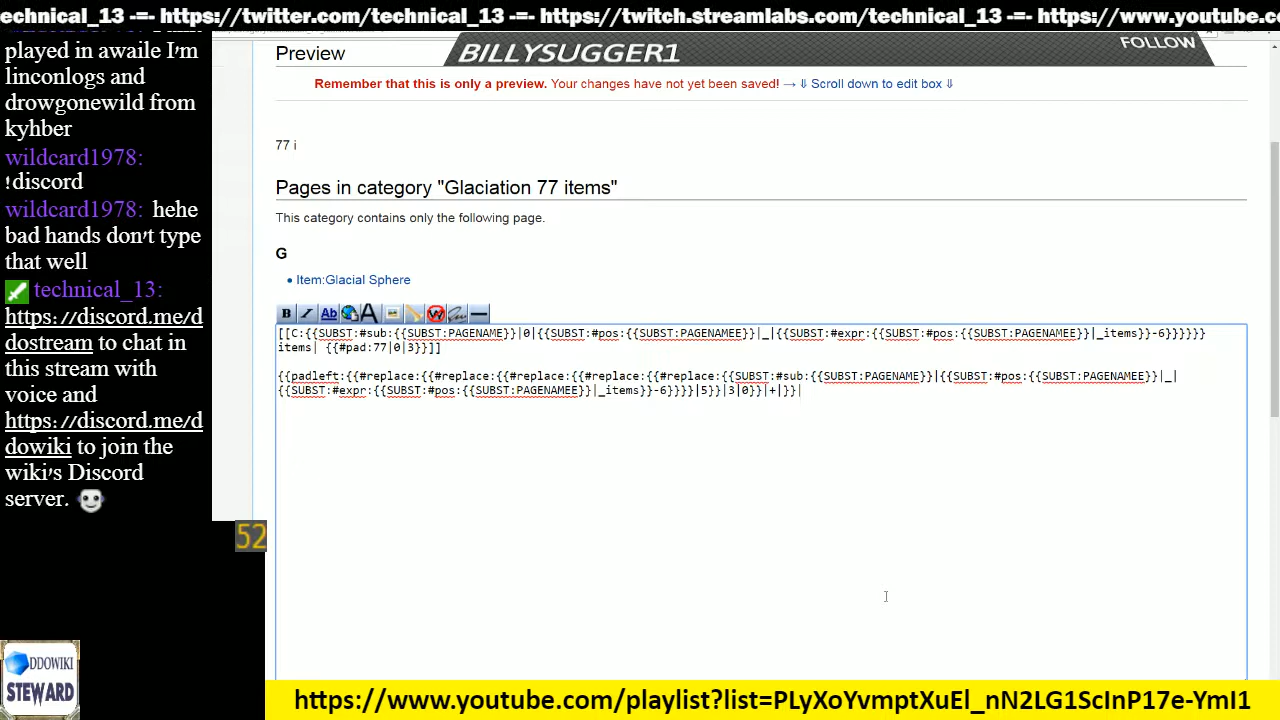 technical_13 -=- https://twitter.com/technical_13 -=- https://twitch.streamlabs.com/technical_13 -=- https://www.youtube.c
played in awaile I'm
linconlogs and
drowgonewild from
kyhber
wildcard1978:
!discord
wildcard1978: hehe
bad hands don't type
that well
technical_13:
https://discord.me/d
dostream to chat in
this stream with
voice and
https://discord.me/d
dowiki to join the
wiki's Discord
server.
52
DDOWIKI
STEWARD
BILLYSUGGER1
FOLLOW
Preview
Remember that this is only a preview. Your changes have not yet been saved! → ⇓ Scroll down to edit box ⇓
77 i
Pages in category "Glaciation 77 items"
This category contains only the following page.
G
• Item:Glacial Sphere
[[C:{{SUBST:#sub:{{SUBST:PAGENAME}}|0|{{SUBST:#pos:{{SUBST:PAGENAMEE}}|_|{{SUBST:#expr:{{SUBST:#pos:{{SUBST:PAGENAMEE}}|_items}}-6}}}}}}
items| {{#pad:77|0|3}}]]
{{padleft:{{#replace:{{#replace:{{#replace:{{#replace:{{#replace:{{SUBST:#sub:{{SUBST:PAGENAME}}|{{SUBST:#pos:{{SUBST:PAGENAMEE}}|_|
{{SUBST:#expr:{{SUBST:#pos:{{SUBST:PAGENAMEE}}|_items}}-6}}}}|5}}|3|0}}|+|}}|
https://www.youtube.com/playlist?list=PLyXoYvmptXuEl_nN2LG1ScInP17e-YmI1